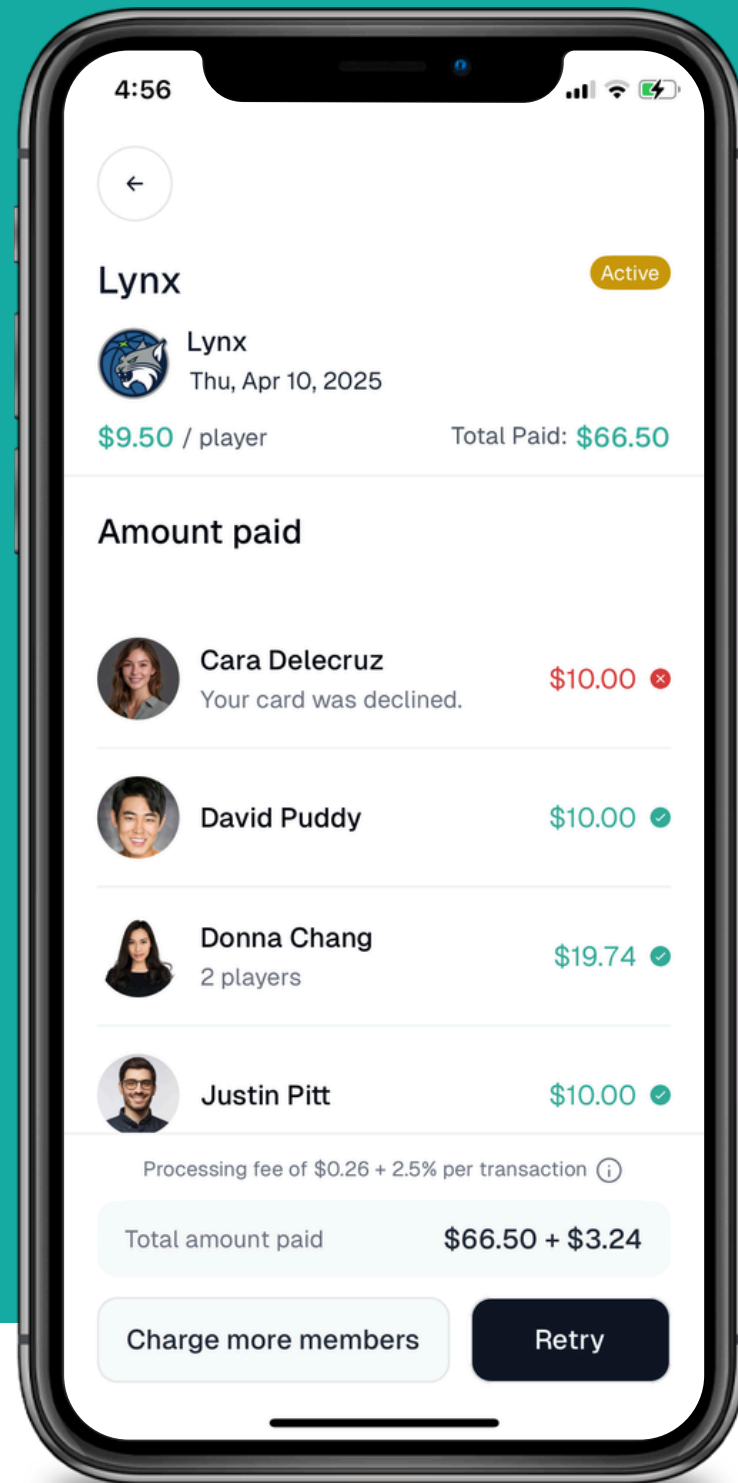 4:56
Lynx
Active
Lynx
Thu, Apr 10, 2025
$9.50 / player
Total Paid: $66.50
Amount paid
Cara Delecruz
Your card was declined.
$10.00
David Puddy
$10.00
Donna Chang
2 players
$19.74
Justin Pitt
$10.00
Processing fee of $0.26 + 2.5% per transaction
Total amount paid
$66.50 + $3.24
Charge more members
Retry